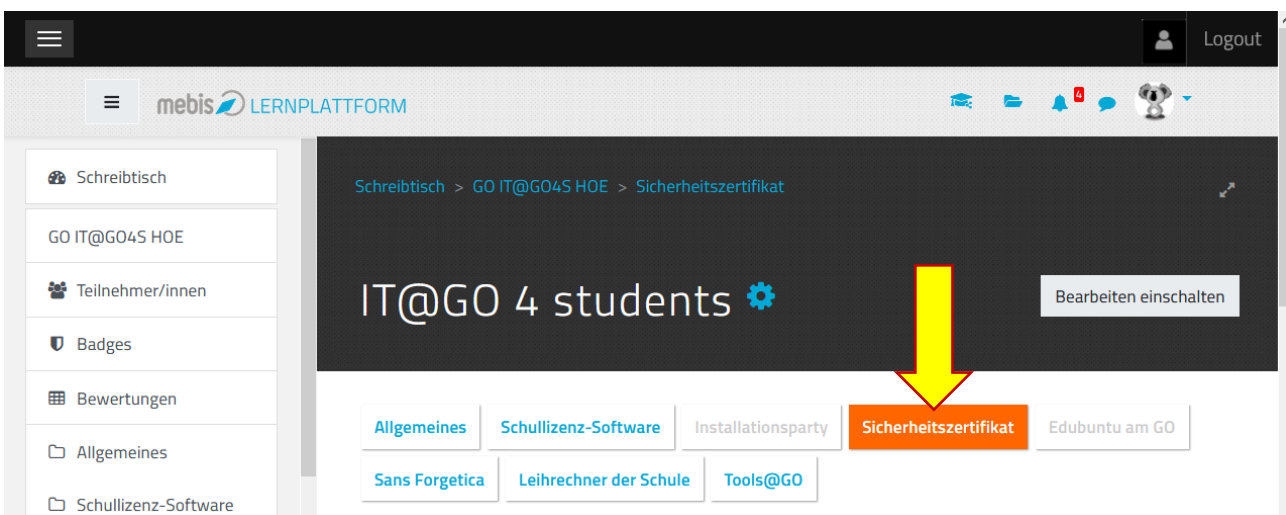 Logout
mebis LERNPLATTFORM
4
Schreibtisch
Schreibtisch > GO IT@GO4S HOE > Sicherheitszertifikat
GO IT@GO4S HOE
Teilnehmer/innen
IT@GO 4 students
Bearbeiten einschalten
Badges
Bewertungen
Allgemeines Schullizenz-Software Installationsparty Sicherheitszertifikat Edubuntu am GO
Allgemeines
Sans Forgetica Leihrechner der Schule Tools@GO
Schullizenz-Software